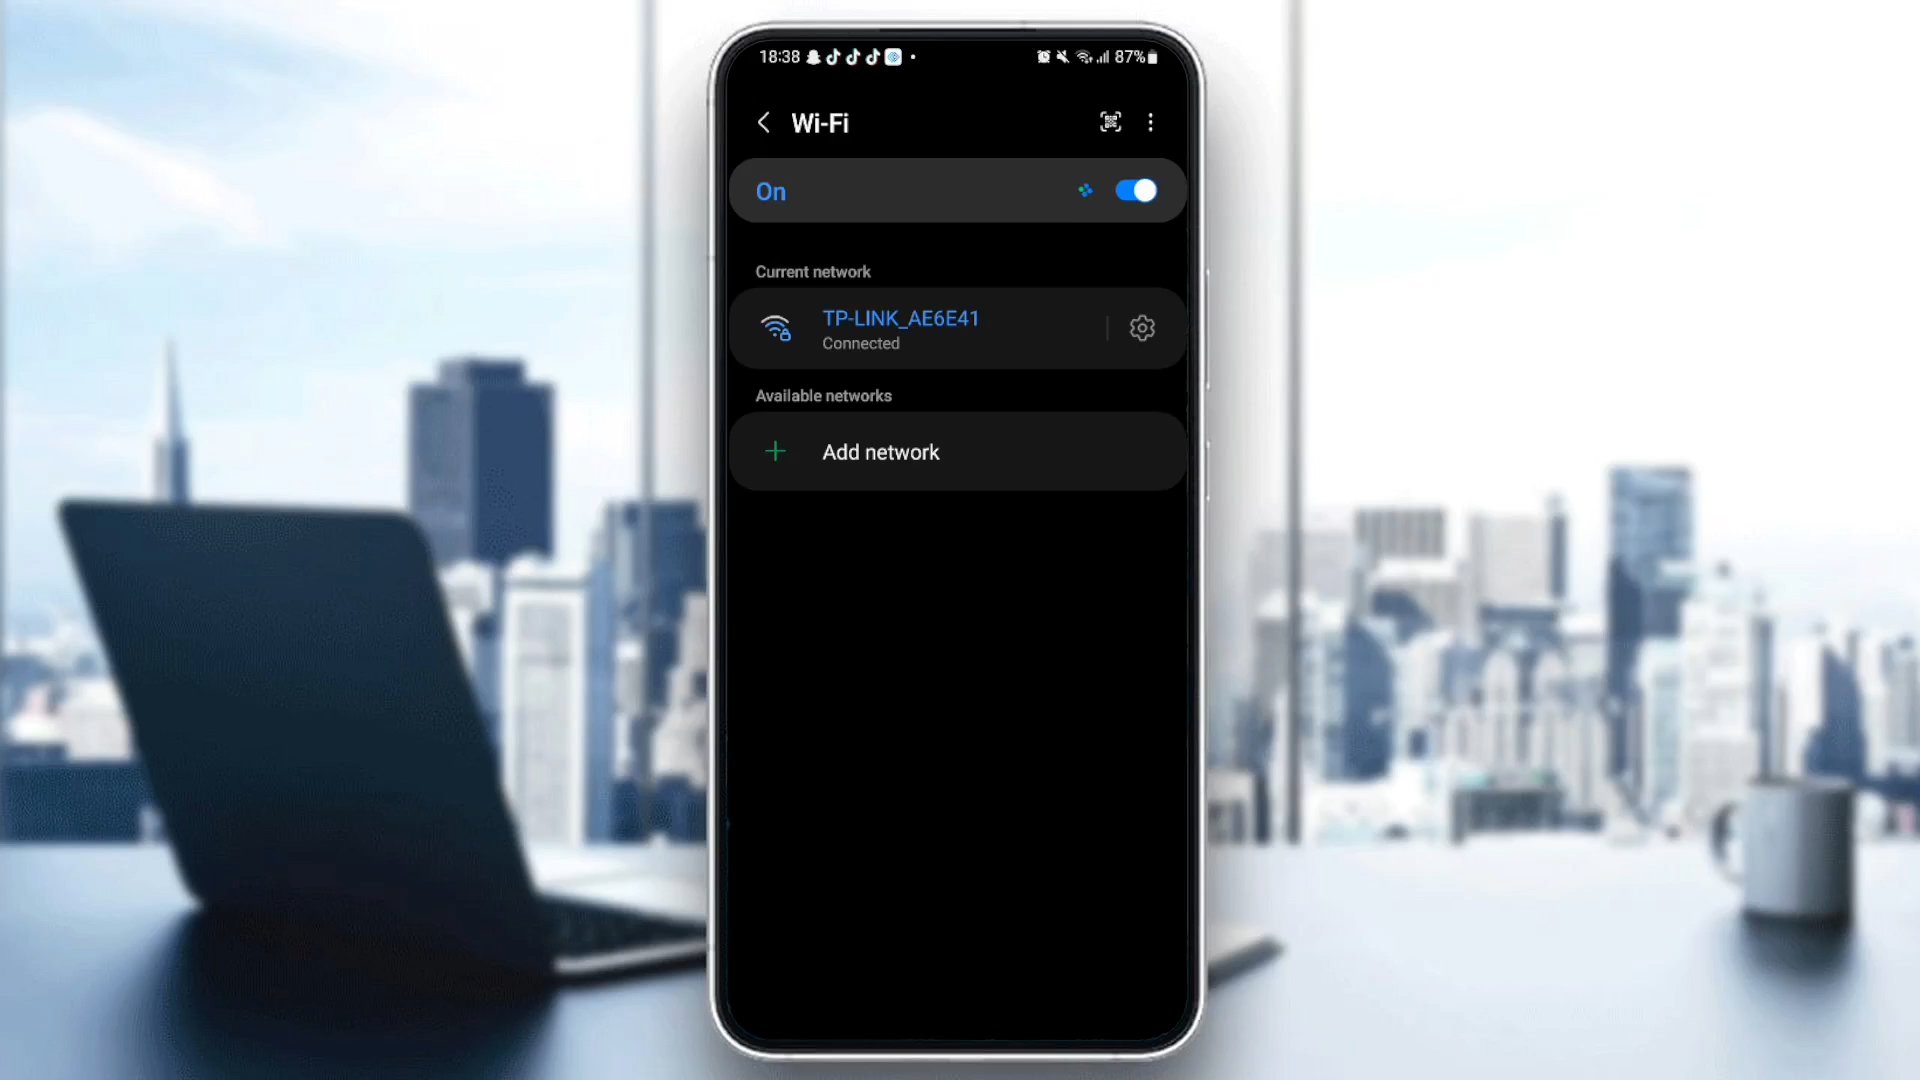 18:38
87%
Wi-Fi
On
Current network
TP-LINK_AE6E41
Connected
Available networks
Add network